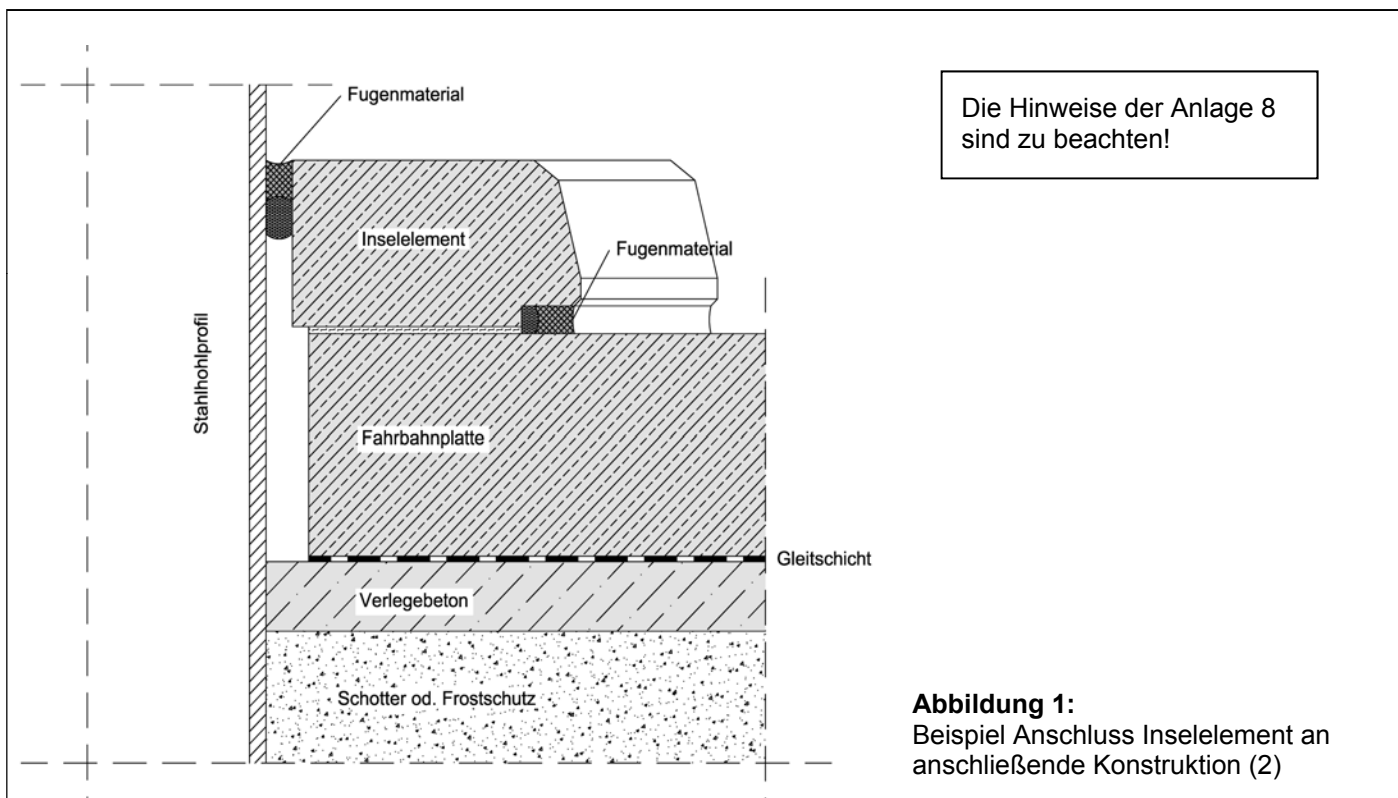 Fugenmaterial
Die Hinweise der Anlage 8
sind zu beachten!
Inselelement
Fugenmaterial
Stahlhohlprofil
Fahrbahnplatte
Gleitschicht
Verlegebeton
Schotter od. Frostschutz
Abbildung 1:
Beispiel Anschluss Inselelement an
anschließende Konstruktion (2)